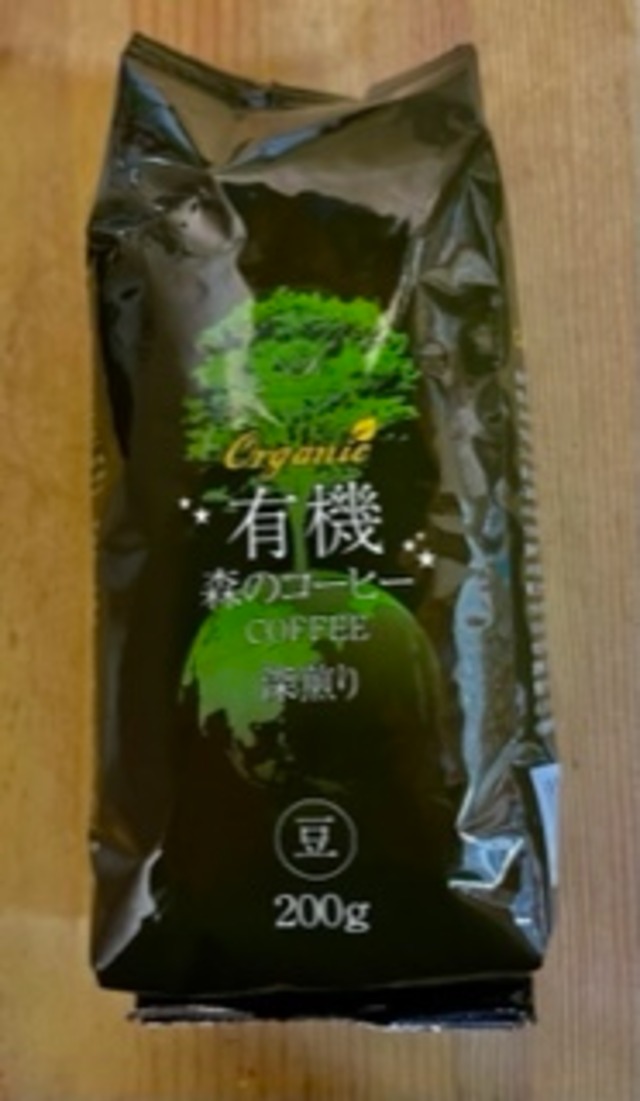 Organic
有機
森のコーヒー
COFFEE
深煎り
豆
200g